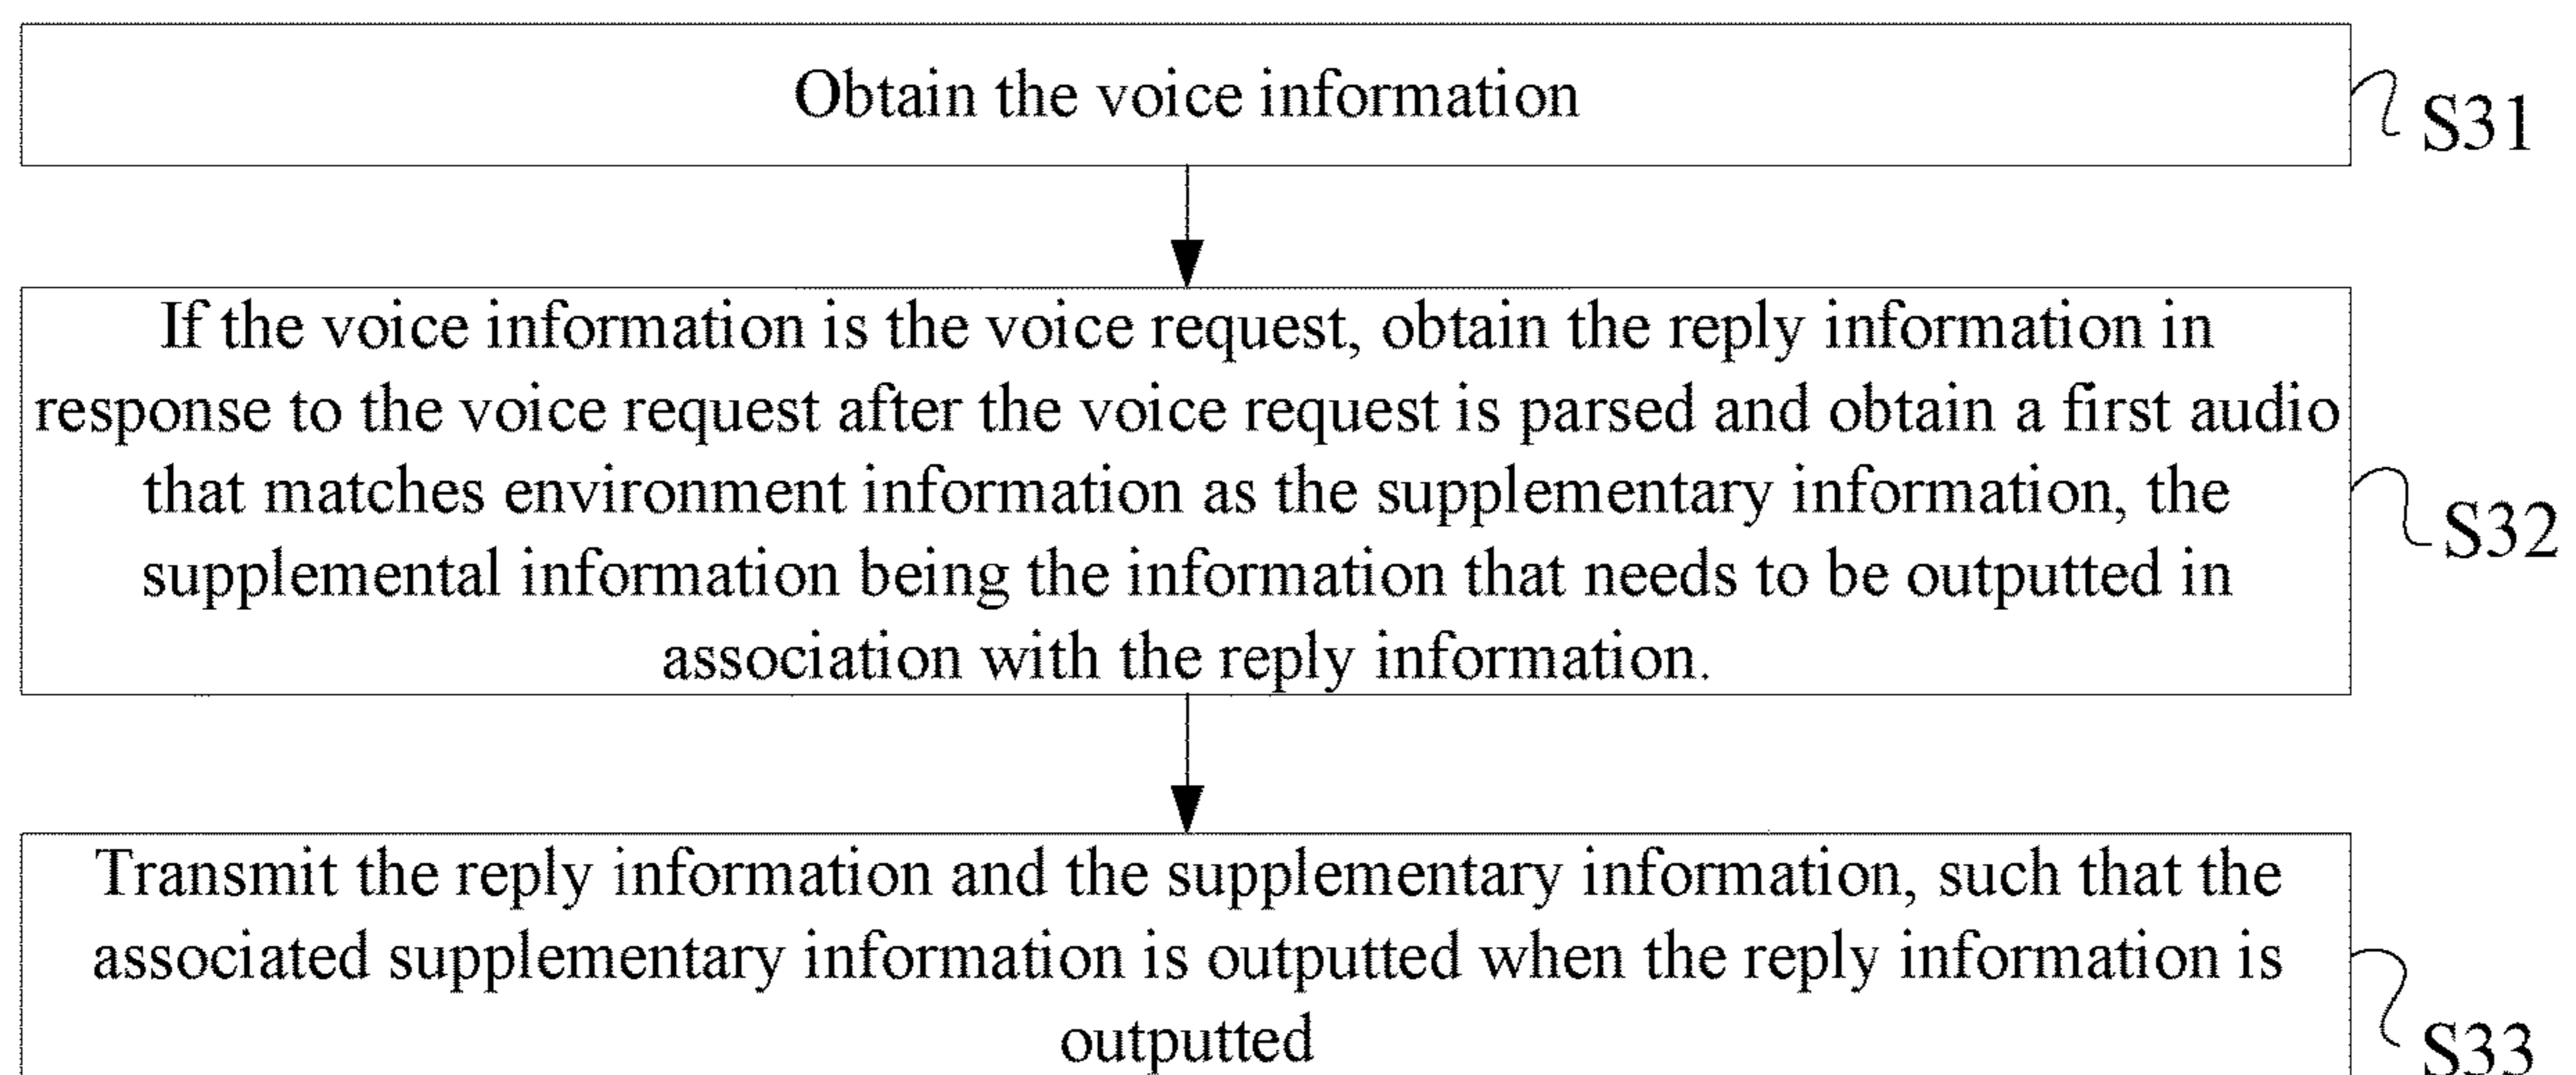 Obtain the voice information
S31
If the voice information is the voice request, obtain the reply information in
response to the voice request after the voice request is parsed and obtain a first audio
that matches environment information as the supplementary information, the
supplemental information being the information that needs to be outputted in
association with the reply information.
S32
Transmit the reply information and the supplementary information, such that the
associated supplementary information is outputted when the reply information is
outputted
S33